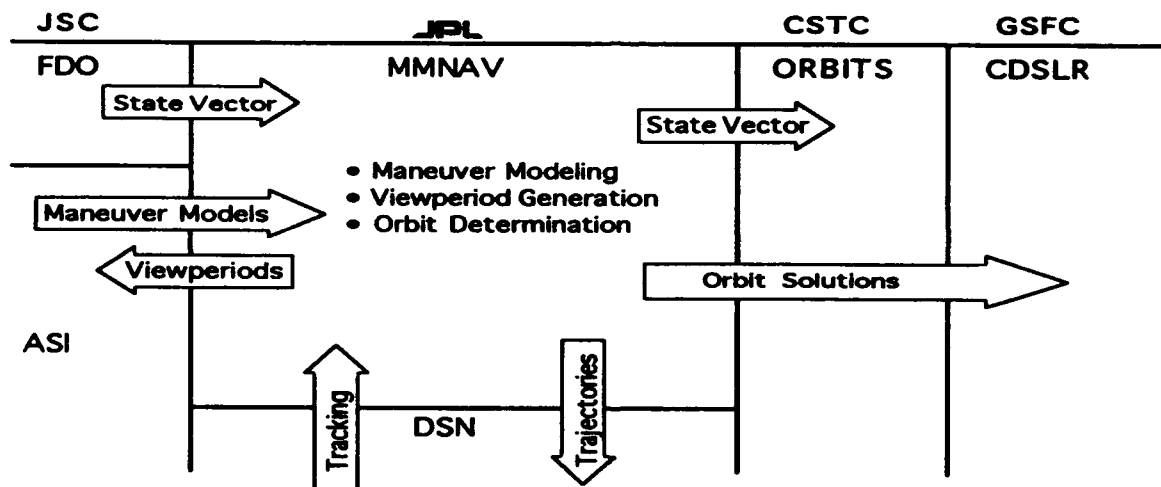 JSC
JPL
CSTC
GSFC
FDO
MMNAV
ORBITS
CDSLR
State Vector
State Vector
• Maneuver Modeling
• Viewperiod Generation
• Orbit Determination
Maneuver Models
Viewperiods
Orbit Solutions
ASI
Tracking
DSN
Trajectories